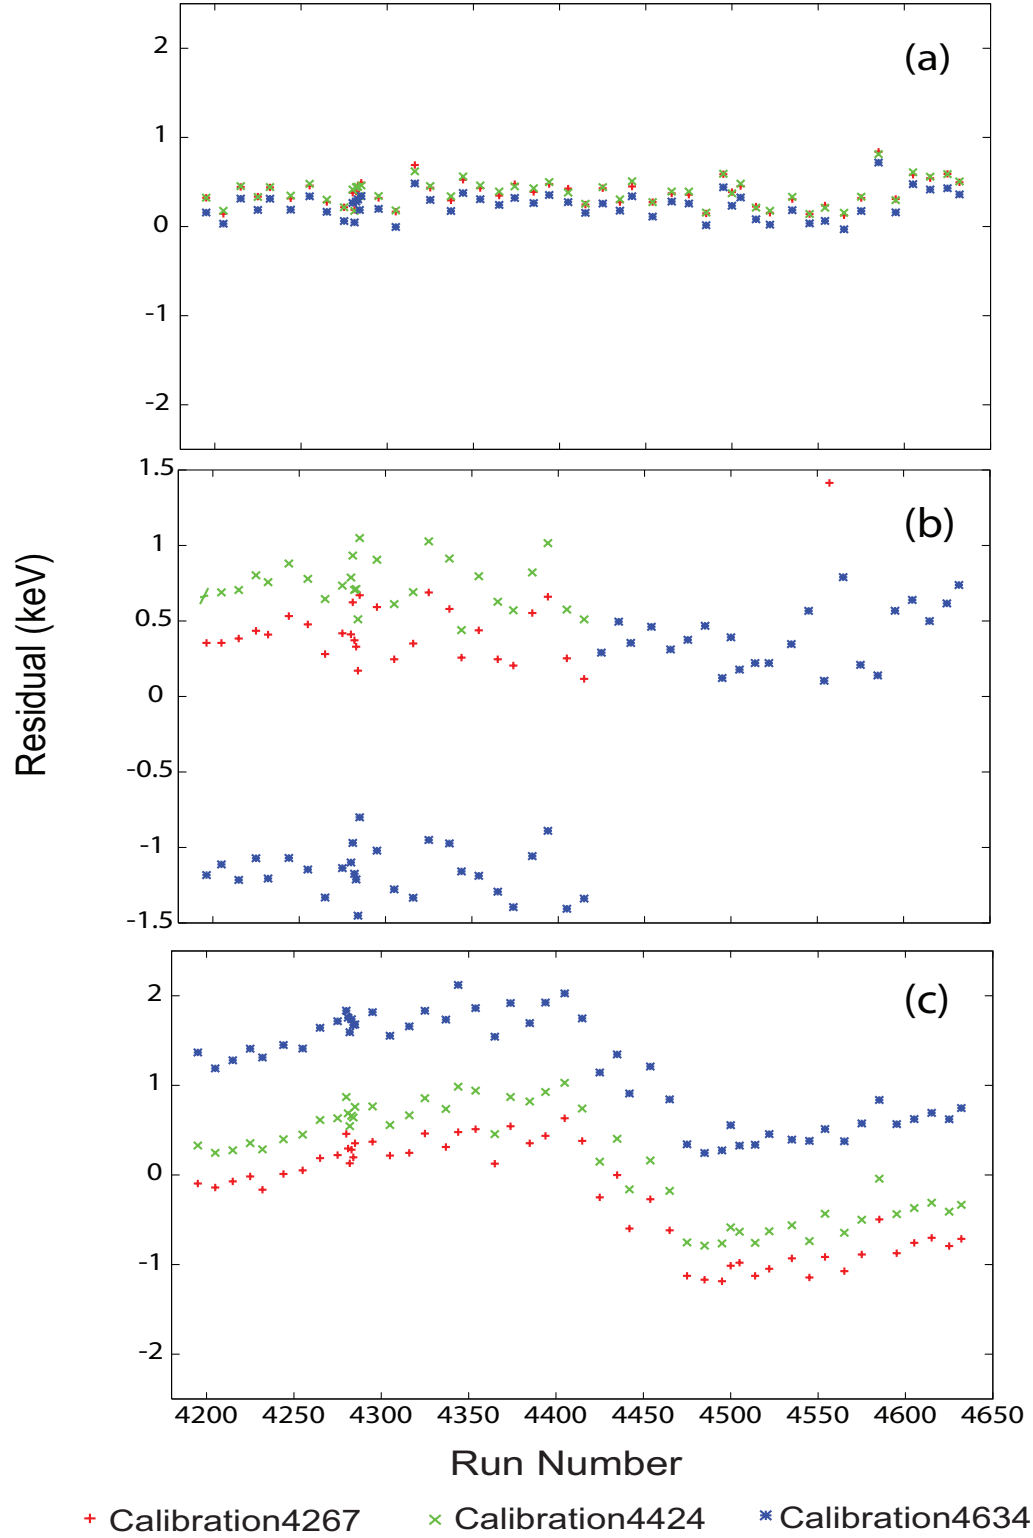 2
(a)
1
0
-1
-2
1.5
(b)
1
0.5
0
-0.5
-1
-1.5
Residual (keV)
2
(c)
1
0
-1
-2
4200 4250 4300 4350 4400 4450 4500 4550 4600 4650
Run Number
Calibration4267 Calibration4424 Calibration4634